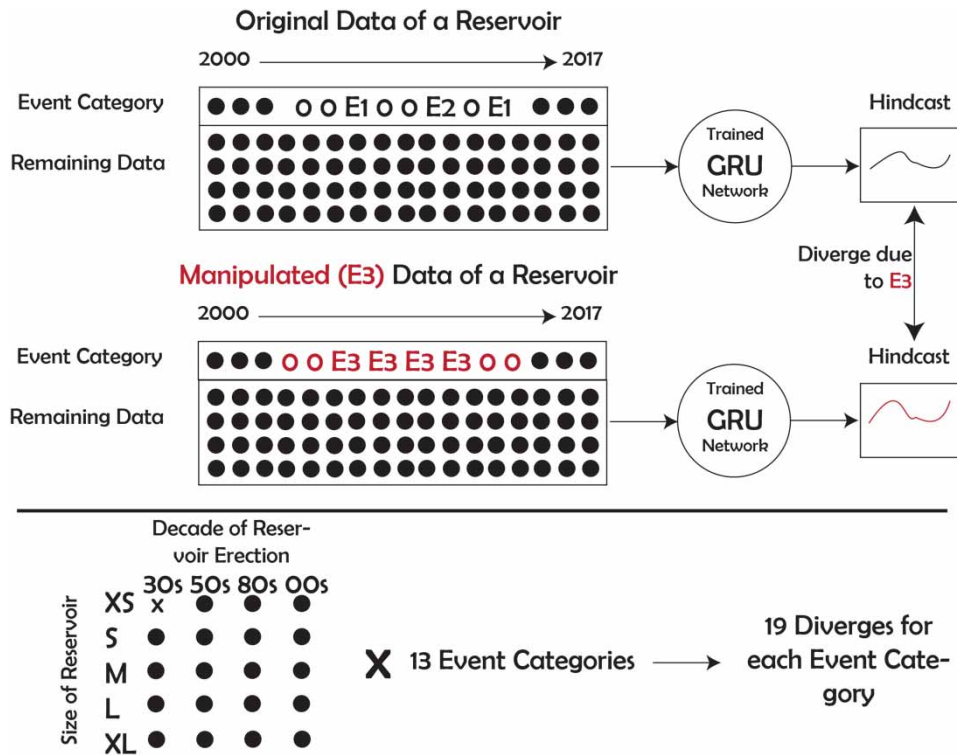 Original Data of a Reservoir
2000 2017
Event Category
o o E1 o o E2 o E1
Remaining Data
Trained
GRU
Network
Hindcast
Diverge due
to E3
Manipulated (E3) Data of a Reservoir
2000 2017
Event Category
o o E3 E3 E3 E3 o o
Remaining Data
Trained
GRU
Network
Hindcast
Decade of Reser-
voir Erection
30s 50s 80s 00s
Size of Reservoir
XS x
S
M
L
XL
X 13 Event Categories
19 Diverges for
each Event Cate-
gory